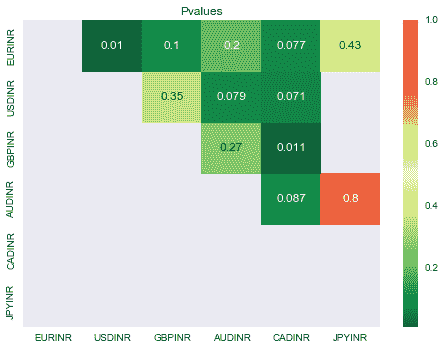 Pvalues
EURINR 0.01 0.1 0.2 0.077 0.43
USDINR 0.35 0.079 0.071
GBPINR 0.27 0.011
AUDINR 0.087 0.8
CADINR
JPYINR
EURINR USDINR GBPINR AUDINR CADINR JPYINR
1.0
0.8
0.6
0.4
0.2